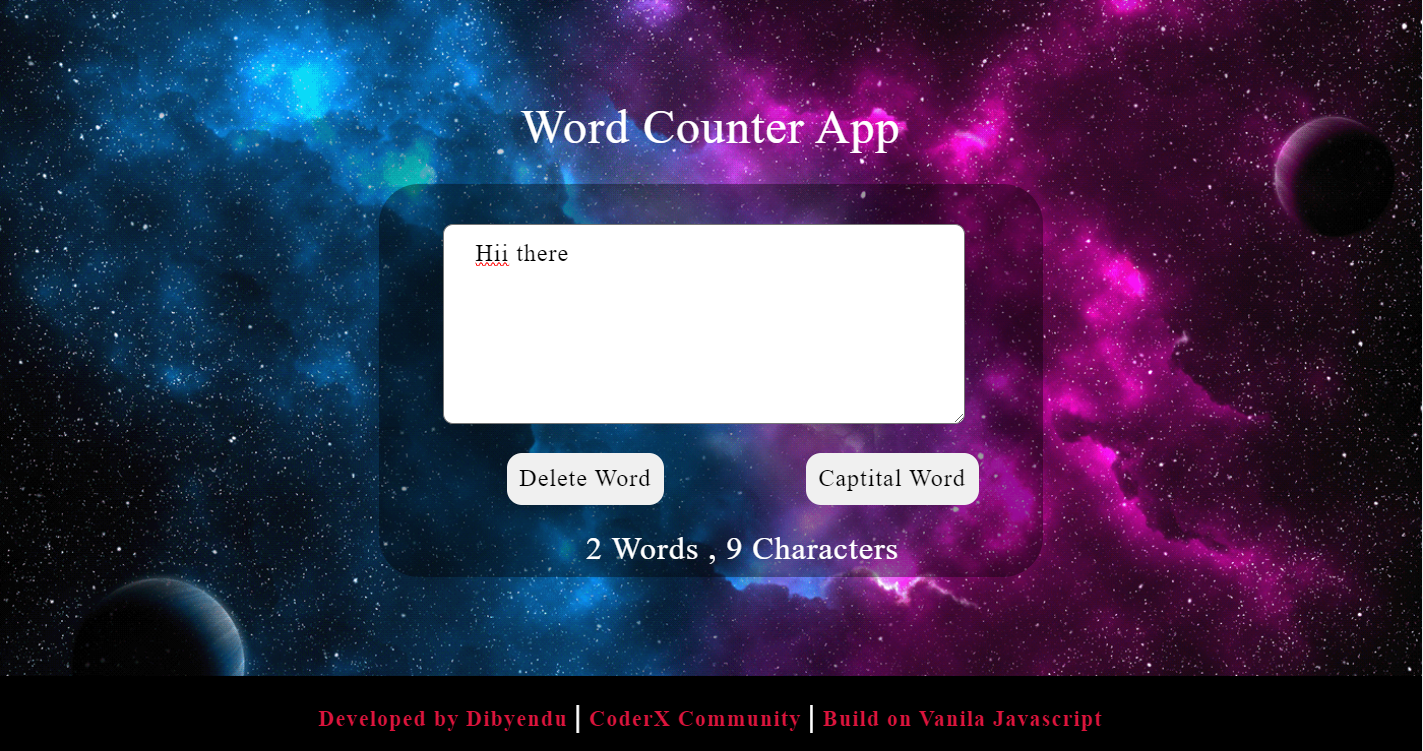 Word Counter App
Hii there
Delete Word
Captital Word
2 Words , 9 Characters
Developed by Dibyendu | CoderX Community | Build on Vanila Javascript